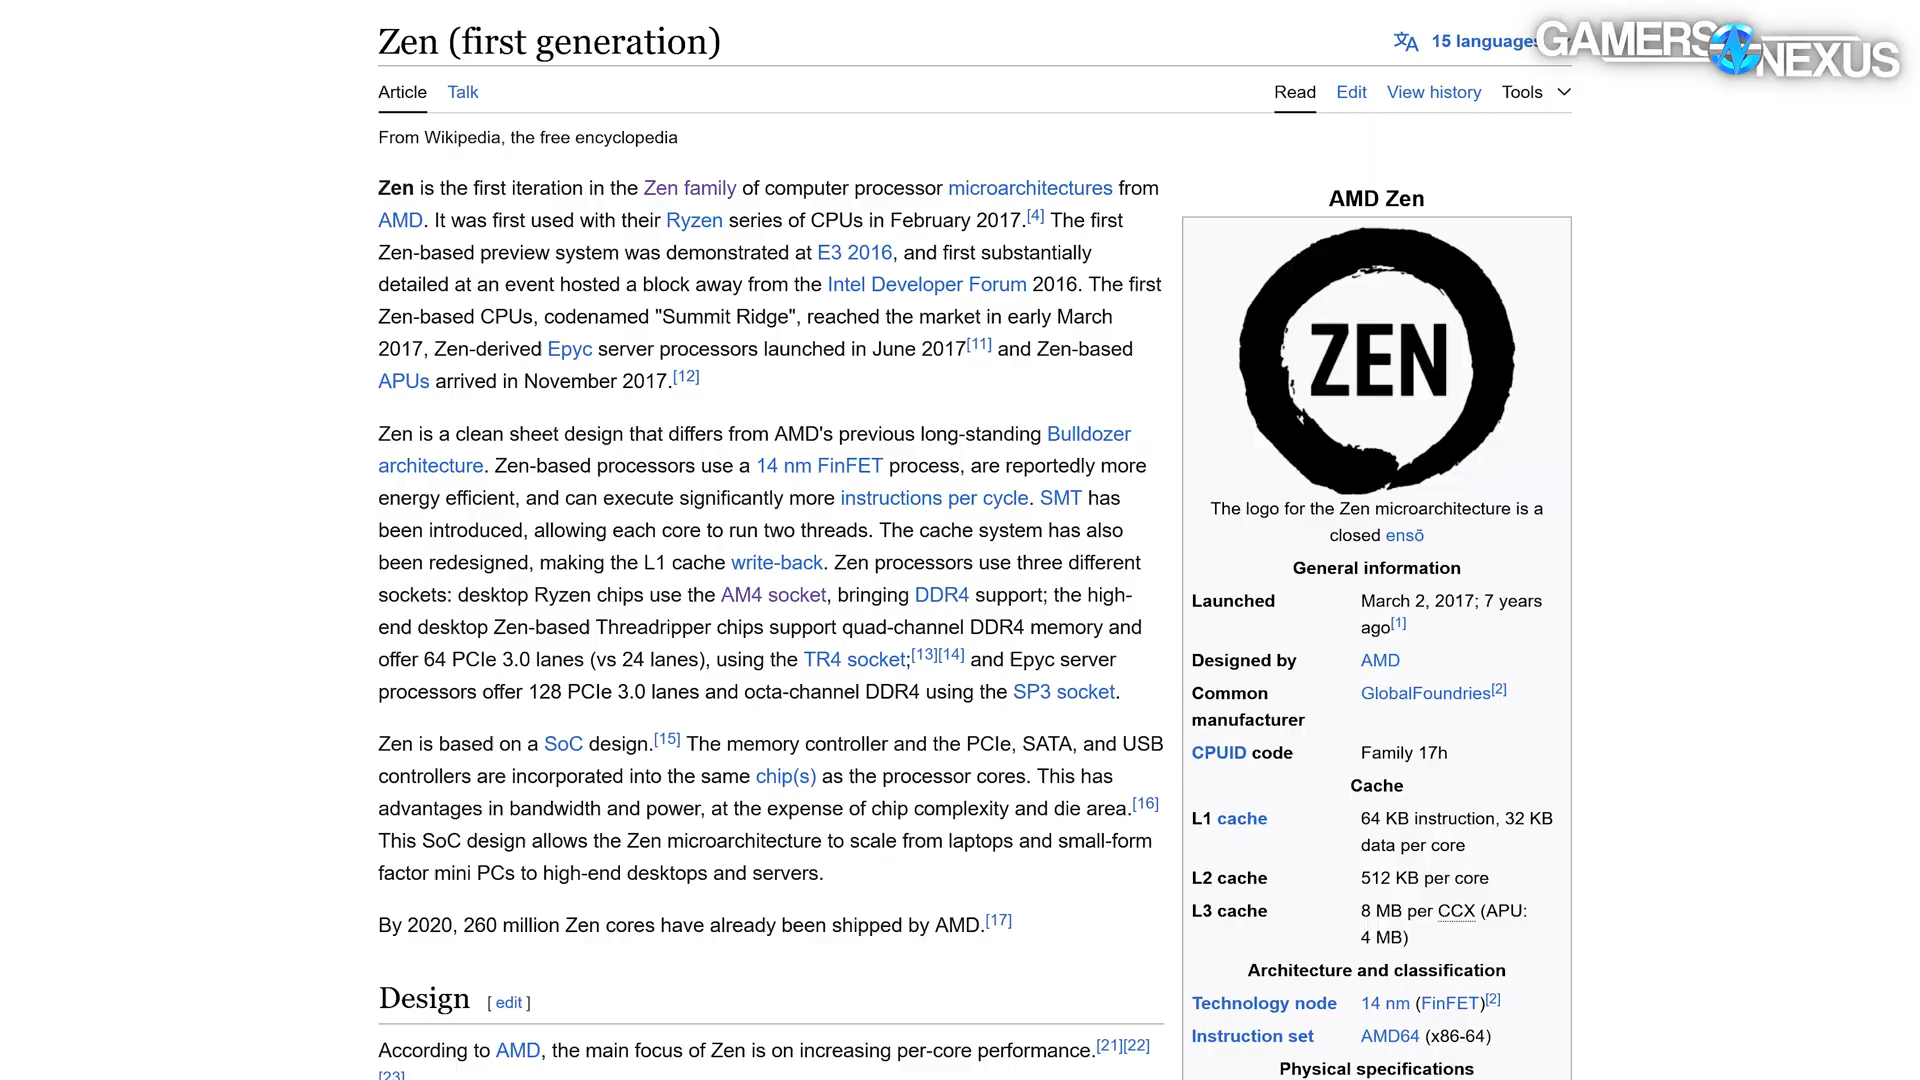 Zen (first generation)
15 languages
GAMERS NEXUS
Article Talk
Read Edit View history Tools
From Wikipedia, the free encyclopedia
Zen is the first iteration in the Zen family of computer processor microarchitectures from
AMD. It was first used with their Ryzen series of CPUs in February 2017.[4] The first
Zen-based preview system was demonstrated at E3 2016, and first substantially
detailed at an event hosted a block away from the Intel Developer Forum 2016. The first
Zen-based CPUs, codenamed "Summit Ridge", reached the market in early March
2017, Zen-derived Epyc server processors launched in June 2017[11] and Zen-based
APUs arrived in November 2017.[12]
Zen is a clean sheet design that differs from AMD's previous long-standing Bulldozer
architecture. Zen-based processors use a 14 nm FinFET process, are reportedly more
energy efficient, and can execute significantly more instructions per cycle. SMT has
been introduced, allowing each core to run two threads. The cache system has also
been redesigned, making the L1 cache write-back. Zen processors use three different
sockets: desktop Ryzen chips use the AM4 socket, bringing DDR4 support; the high-
end desktop Zen-based Threadripper chips support quad-channel DDR4 memory and
offer 64 PCIe 3.0 lanes (vs 24 lanes), using the TR4 socket;[13][14] and Epyc server
processors offer 128 PCIe 3.0 lanes and octa-channel DDR4 using the SP3 socket.
Zen is based on a SoC design.[15] The memory controller and the PCIe, SATA, and USB
controllers are incorporated into the same chip(s) as the processor cores. This has
advantages in bandwidth and power, at the expense of chip complexity and die area.[16]
This SoC design allows the Zen microarchitecture to scale from laptops and small-form
factor mini PCs to high-end desktops and servers.
By 2020, 260 million Zen cores have already been shipped by AMD.[17]
Design [ edit ]
According to AMD, the main focus of Zen is on increasing per-core performance.[21][22]
[23]
AMD Zen
ZEN
The logo for the Zen microarchitecture is a
closed ensō
General information
Launched March 2, 2017; 7 years
ago[1]
Designed by AMD
Common GlobalFoundries[2]
manufacturer
CPUID code Family 17h
Cache
L1 cache 64 KB instruction, 32 KB
data per core
L2 cache 512 KB per core
L3 cache 8 MB per CCX (APU:
4 MB)
Architecture and classification
Technology node 14 nm (FinFET)[2]
Instruction set AMD64 (x86-64)
Physical specifications